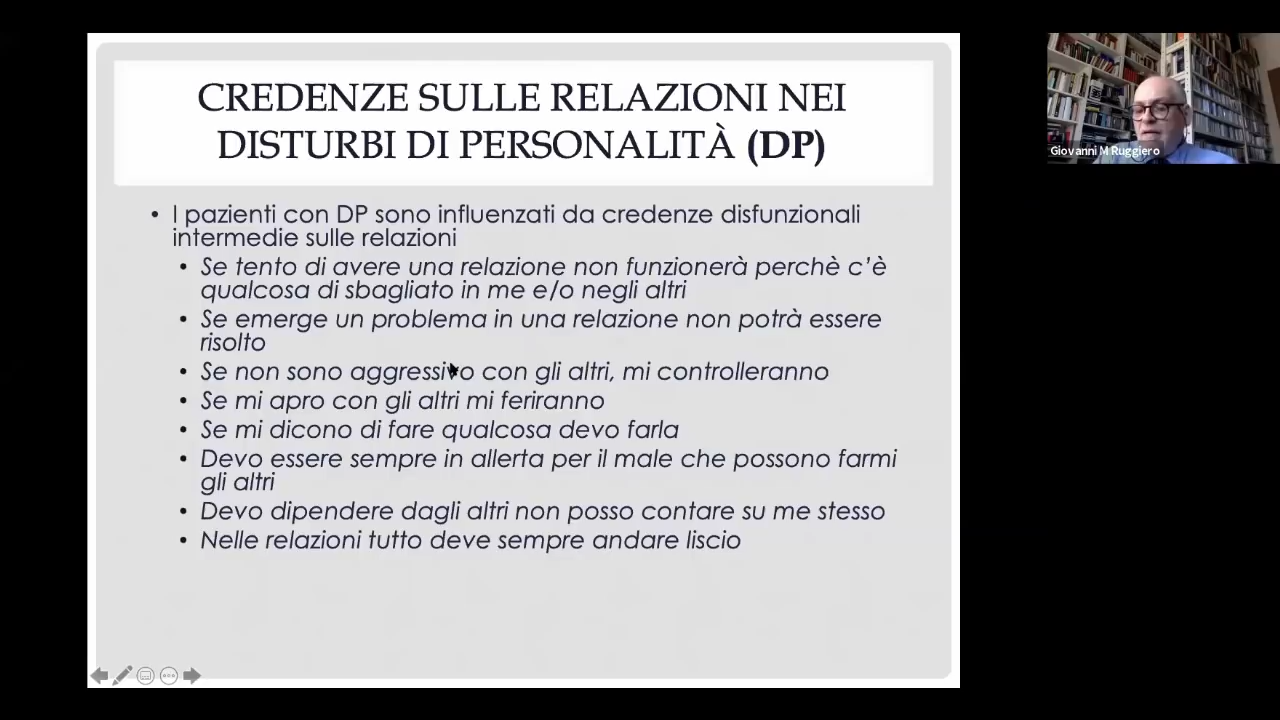 CREDENZE SULLE RELAZIONI NEI
DISTURBI DI PERSONALITÀ (DP)
• I pazienti con DP sono influenzati da credenze disfunzionali
intermedie sulle relazioni
• Se tento di avere una relazione non funzionerà perchè c’è
qualcosa di sbagliato in me e/o negli altri
• Se emerge un problema in una relazione non potrà essere
risolto
• Se non sono aggressivo con gli altri, mi controlleranno
• Se mi apro con gli altri mi feriranno
• Se mi dicono di fare qualcosa devo farla
• Devo essere sempre in allerta per il male che possono farmi
gli altri
• Devo dipendere dagli altri non posso contare su me stesso
• Nelle relazioni tutto deve sempre andare liscio
Giovanni M Ruggiero